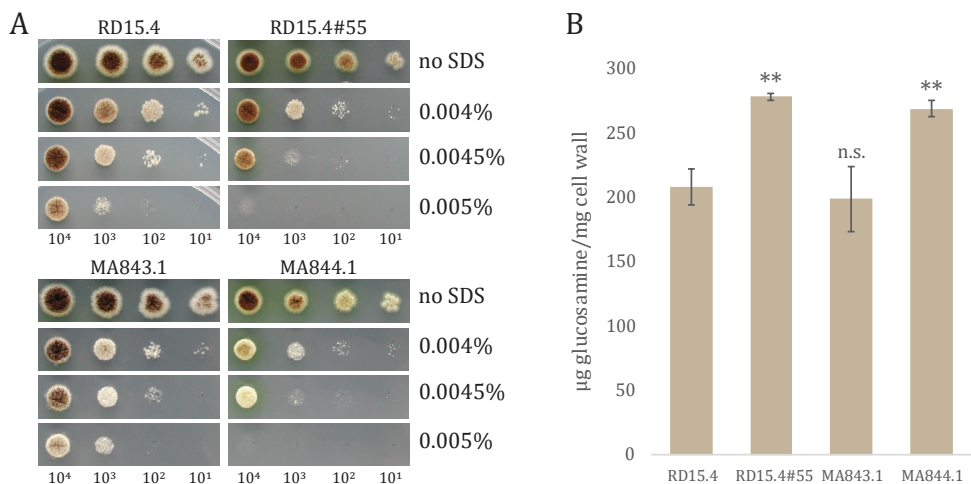 A
RD15.4 RD15.4#55
no SDS
0.004%
0.0045%
0.005%
10⁴ 10³ 10² 10¹ 10⁴ 10³ 10² 10¹
MA843.1 MA844.1
no SDS
0.004%
0.0045%
0.005%
10⁴ 10³ 10² 10¹ 10⁴ 10³ 10² 10¹
B
µg glucosamine/mg cell wall
300
250
200
150
100
50
0
** n.s. **
RD15.4 RD15.4#55 MA843.1 MA844.1